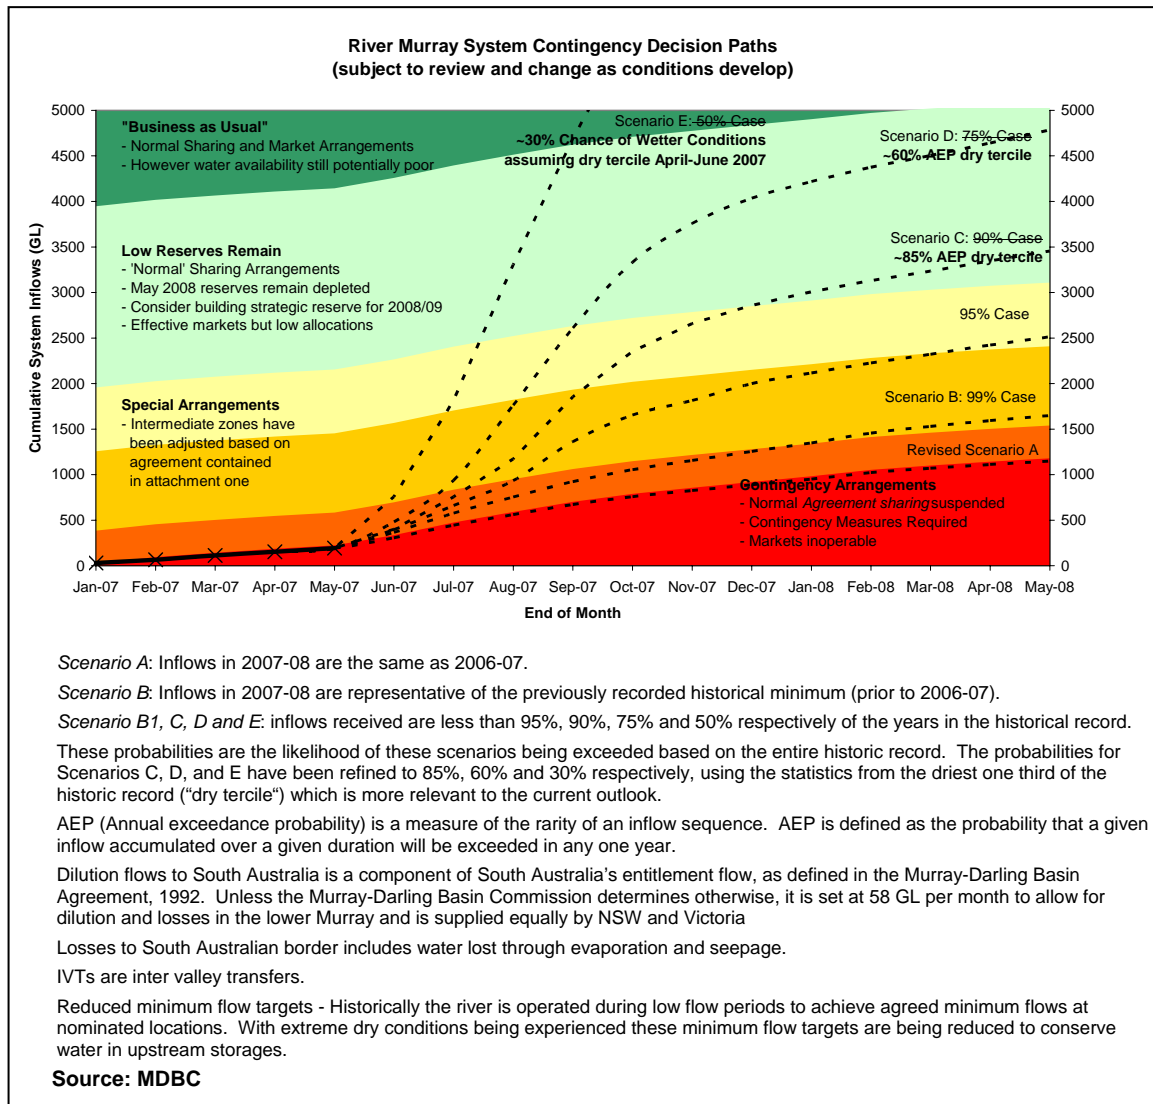 River Murray System Contingency Decision Paths
(subject to review and change as conditions develop)
Cumulative System Inflows (GL)
5000
4500
4000
3500
3000
2500
2000
1500
1000
500
0
5000
4500
4000
3500
3000
2500
2000
1500
1000
500
0
"Business as Usual"
- Normal Sharing and Market Arrangements
- However water availability still potentially poor
Scenario E: 50% Case
~30% Chance of Wetter Conditions
assuming dry tercile April-June 2007
Scenario D: 75% Case
~60% AEP dry tercile
Low Reserves Remain
- 'Normal' Sharing Arrangements
- May 2008 reserves remain depleted
- Consider building strategic reserve for 2008/09
- Effective markets but low allocations
Scenario C: 90% Case
~85% AEP dry tercile
95% Case
Special Arrangements
- Intermediate zones have
been adjusted based on
agreement contained
in attachment one
Scenario B: 99% Case
Revised Scenario A
Contingency Arrangements
- Normal Agreement sharing suspended
- Contingency Measures Required
- Markets inoperable
Jan-07 Feb-07 Mar-07 Apr-07 May-07 Jun-07 Jul-07 Aug-07 Sep-07 Oct-07 Nov-07 Dec-07 Jan-08 Feb-08 Mar-08 Apr-08 May-08
End of Month
Scenario A: Inflows in 2007-08 are the same as 2006-07.
Scenario B: Inflows in 2007-08 are representative of the previously recorded historical minimum (prior to 2006-07).
Scenario B1, C, D and E: inflows received are less than 95%, 90%, 75% and 50% respectively of the years in the historical record.
These probabilities are the likelihood of these scenarios being exceeded based on the entire historic record. The probabilities for
Scenarios C, D, and E have been refined to 85%, 60% and 30% respectively, using the statistics from the driest one third of the
historic record ("dry tercile") which is more relevant to the current outlook.
AEP (Annual exceedance probability) is a measure of the rarity of an inflow sequence. AEP is defined as the probability that a given
inflow accumulated over a given duration will be exceeded in any one year.
Dilution flows to South Australia is a component of South Australia's entitlement flow, as defined in the Murray-Darling Basin
Agreement, 1992. Unless the Murray-Darling Basin Commission determines otherwise, it is set at 58 GL per month to allow for
dilution and losses in the lower Murray and is supplied equally by NSW and Victoria
Losses to South Australian border includes water lost through evaporation and seepage.
IVTs are inter valley transfers.
Reduced minimum flow targets - Historically the river is operated during low flow periods to achieve agreed minimum flows at
nominated locations. With extreme dry conditions being experienced these minimum flow targets are being reduced to conserve
water in upstream storages.
Source: MDBC